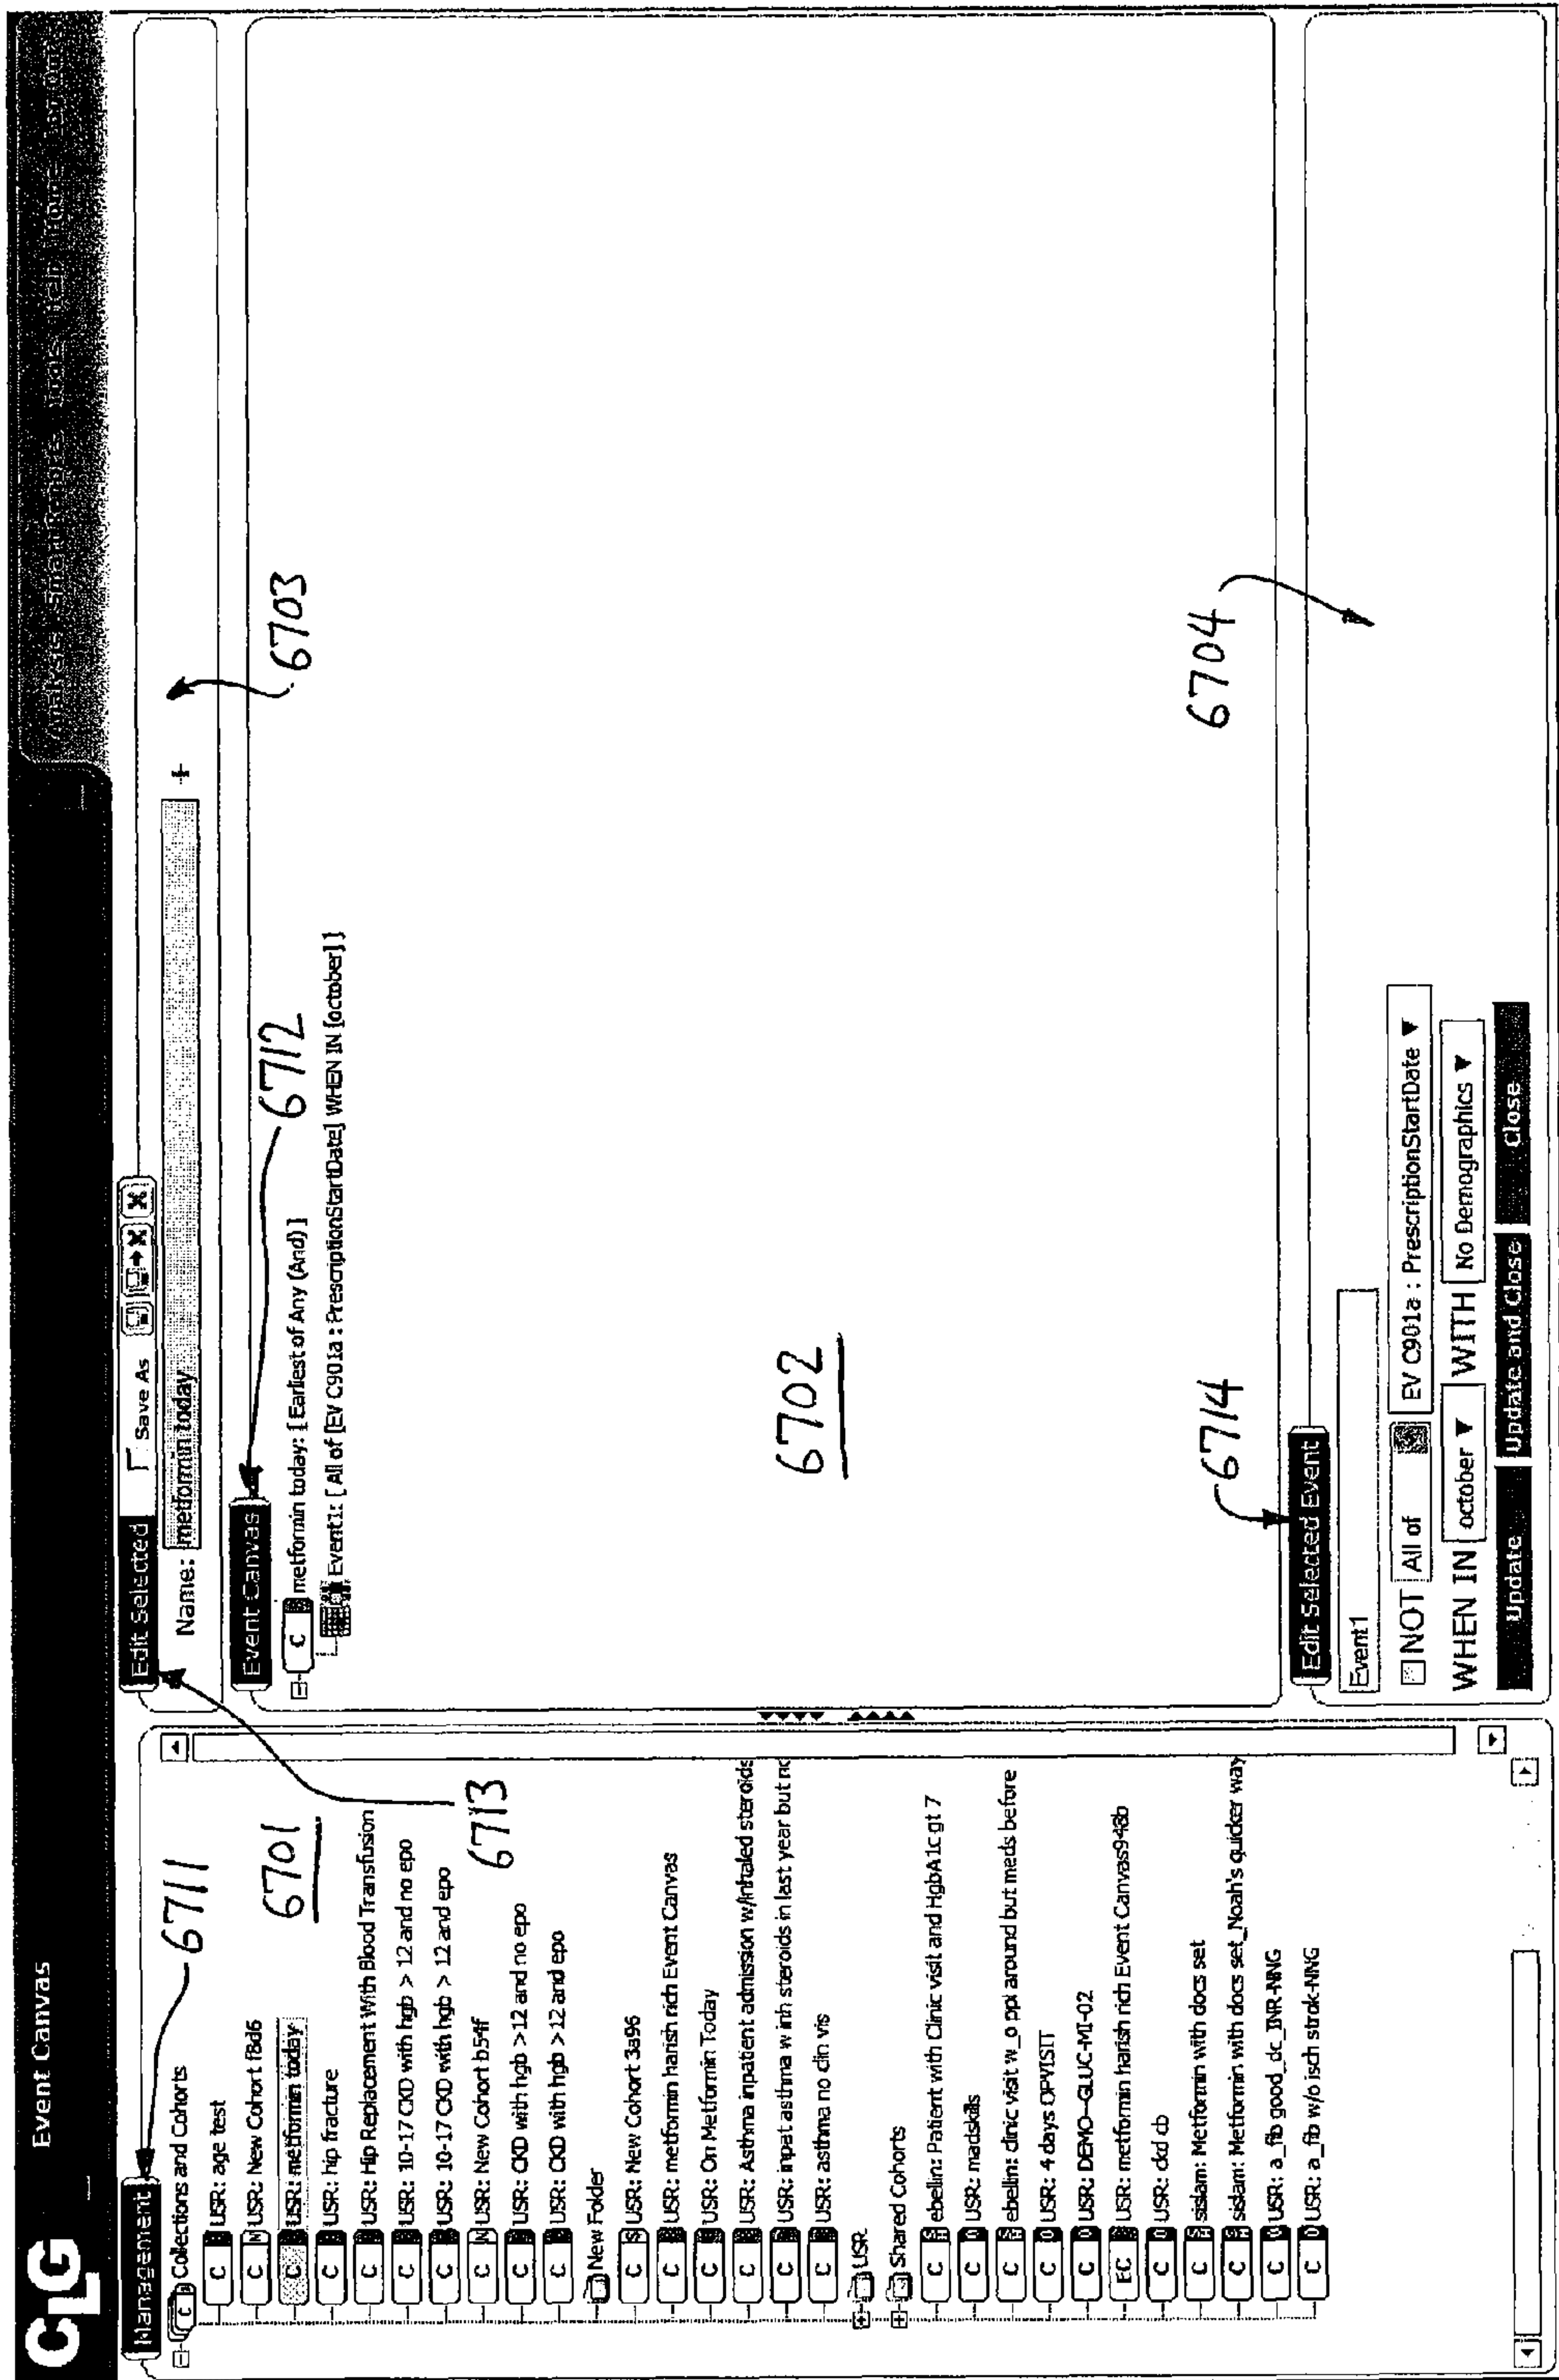 CLG
Event Canvas
Analysis Smart Reports Tools Help Home Log Out
Management
6711
Collections and Cohorts
6701
USR: age test
USR: New Cohort f8d6
USR: metformin today
USR: hip fracture
USR: Hip Replacement With Blood Transfusion
USR: 10-17 CKD with hgb > 12 and no epo
USR: 10-17 CKD with hgb > 12 and epo
USR: New Cohort b54f
6713
USR: CKD with hgb >12 and no epo
USR: CKD with hgb >12 and epo
New Folder
USR: New Cohort 3a96
USR: metformin harish rich Event Canvas
USR: On Metformin Today
USR: Asthma inpatient admission w/inhaled steroids
USR: inpat asthma w inh steroids in last year but no
USR: asthma no clin vis
USR
Shared Cohorts
ebellin: Patient with Clinic visit and HgbA1c gt 7
USR: madskills
ebellin: clinic visit w_o ppi around but meds before
USR: 4 days OPVISIT
USR: DEMO--GLUC-MI-02
EC USR: metformin harish rich Event Canvas948b
USR: ckd cb
sislam: Metformin with docs set
sislam: Metformin with docs set_Noah's quicker way
USR: a_fib good_dc_INR-NNG
USR: a_fib w/o isch strok-NNG
Edit Selected
Save As
Name: metformin today
6703
Event Canvas
6712
C metformin today: [Earliest of Any (And)]
Event1: [All of [EV C901a : PrescriptionStartDate] WHEN IN [october]]
6702
6704
6714
Edit Selected Event
Event1
NOT All of EV C901a : PrescriptionStartDate
WHEN IN october WITH No Demographics
Update Update and Close Close